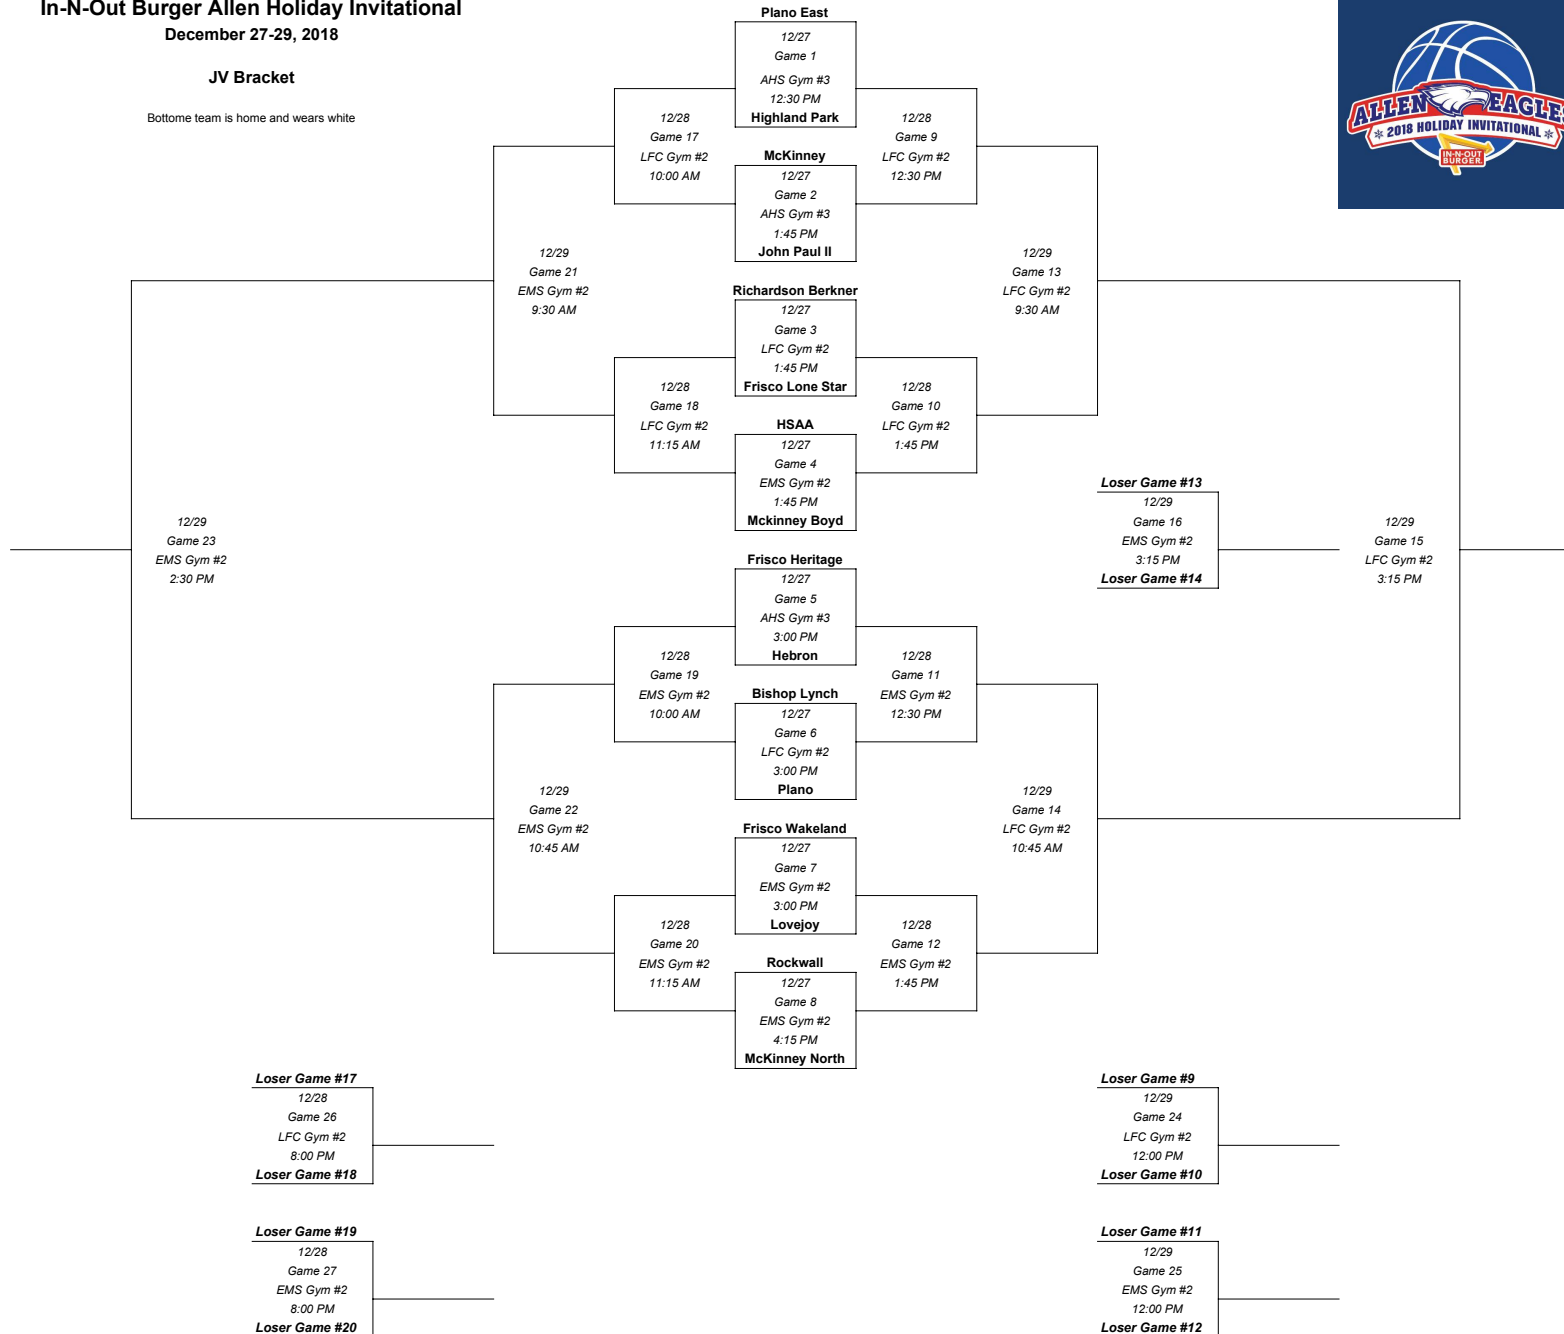 In-N-Out Burger Allen Holiday Invitational
December 27-29, 2018
JV Bracket
Bottome team is home and wears white
ALLEN EAGLES
2018 HOLIDAY INVITATIONAL
IN-N-OUT
BURGER
Plano East
12/27
Game 1
AHS Gym #3
12:30 PM
Highland Park
McKinney
12/27
Game 2
AHS Gym #3
1:45 PM
John Paul II
Richardson Berkner
12/27
Game 3
LFC Gym #2
1:45 PM
Frisco Lone Star
HSAA
12/27
Game 4
EMS Gym #2
1:45 PM
Mckinney Boyd
Frisco Heritage
12/27
Game 5
AHS Gym #3
3:00 PM
Hebron
Bishop Lynch
12/27
Game 6
LFC Gym #2
3:00 PM
Plano
Frisco Wakeland
12/27
Game 7
EMS Gym #2
3:00 PM
Lovejoy
Rockwall
12/27
Game 8
EMS Gym #2
4:15 PM
McKinney North
12/28
Game 17
LFC Gym #2
10:00 AM
12/28
Game 18
LFC Gym #2
11:15 AM
12/28
Game 19
EMS Gym #2
10:00 AM
12/28
Game 20
EMS Gym #2
11:15 AM
12/29
Game 21
EMS Gym #2
9:30 AM
12/29
Game 22
EMS Gym #2
10:45 AM
12/29
Game 23
EMS Gym #2
2:30 PM
12/28
Game 9
LFC Gym #2
12:30 PM
12/28
Game 10
LFC Gym #2
1:45 PM
12/28
Game 11
EMS Gym #2
12:30 PM
12/28
Game 12
EMS Gym #2
1:45 PM
12/29
Game 13
LFC Gym #2
9:30 AM
12/29
Game 14
LFC Gym #2
10:45 AM
Loser Game #13
12/29
Game 16
EMS Gym #2
3:15 PM
Loser Game #14
12/29
Game 15
LFC Gym #2
3:15 PM
Loser Game #17
12/28
Game 26
LFC Gym #2
8:00 PM
Loser Game #18
Loser Game #19
12/28
Game 27
EMS Gym #2
8:00 PM
Loser Game #20
Loser Game #9
12/29
Game 24
LFC Gym #2
12:00 PM
Loser Game #10
Loser Game #11
12/29
Game 25
EMS Gym #2
12:00 PM
Loser Game #12